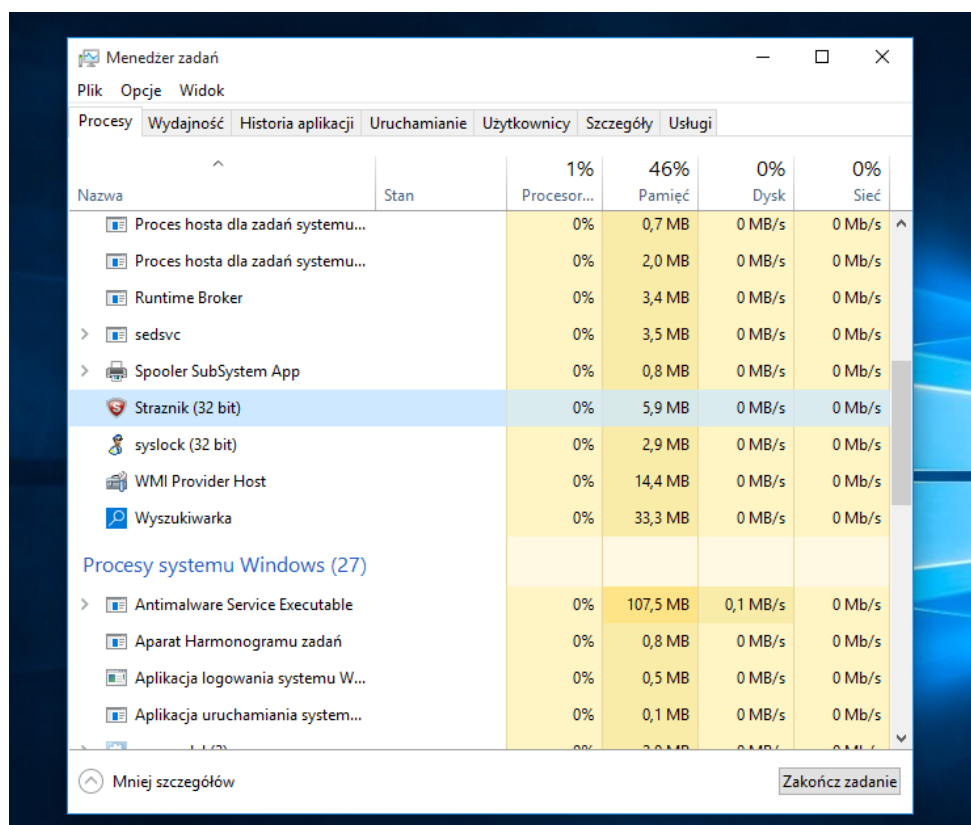 Menedżer zadań
Plik Opcje Widok
Procesy Wydajność Historia aplikacji Uruchamianie Użytkownicy Szczegóły Usługi
1% 46% 0% 0%
Nazwa Stan Procesor... Pamięć Dysk Sieć
Proces hosta dla zadań systemu... 0% 0,7 MB 0 MB/s 0 Mb/s
Proces hosta dla zadań systemu... 0% 2,0 MB 0 MB/s 0 Mb/s
Runtime Broker 0% 3,4 MB 0 MB/s 0 Mb/s
sedsvc 0% 3,5 MB 0 MB/s 0 Mb/s
Spooler SubSystem App 0% 0,8 MB 0 MB/s 0 Mb/s
Straznik (32 bit) 0% 5,9 MB 0 MB/s 0 Mb/s
syslock (32 bit) 0% 2,9 MB 0 MB/s 0 Mb/s
WMI Provider Host 0% 14,4 MB 0 MB/s 0 Mb/s
Wyszukiwarka 0% 33,3 MB 0 MB/s 0 Mb/s
Procesy systemu Windows (27)
Antimalware Service Executable 0% 107,5 MB 0,1 MB/s 0 Mb/s
Aparat Harmonogramu zadań 0% 0,8 MB 0 MB/s 0 Mb/s
Aplikacja logowania systemu W... 0% 0,5 MB 0 MB/s 0 Mb/s
Aplikacja uruchamiania system... 0% 0,1 MB 0 MB/s 0 Mb/s
Mniej szczegółów Zakończ zadanie